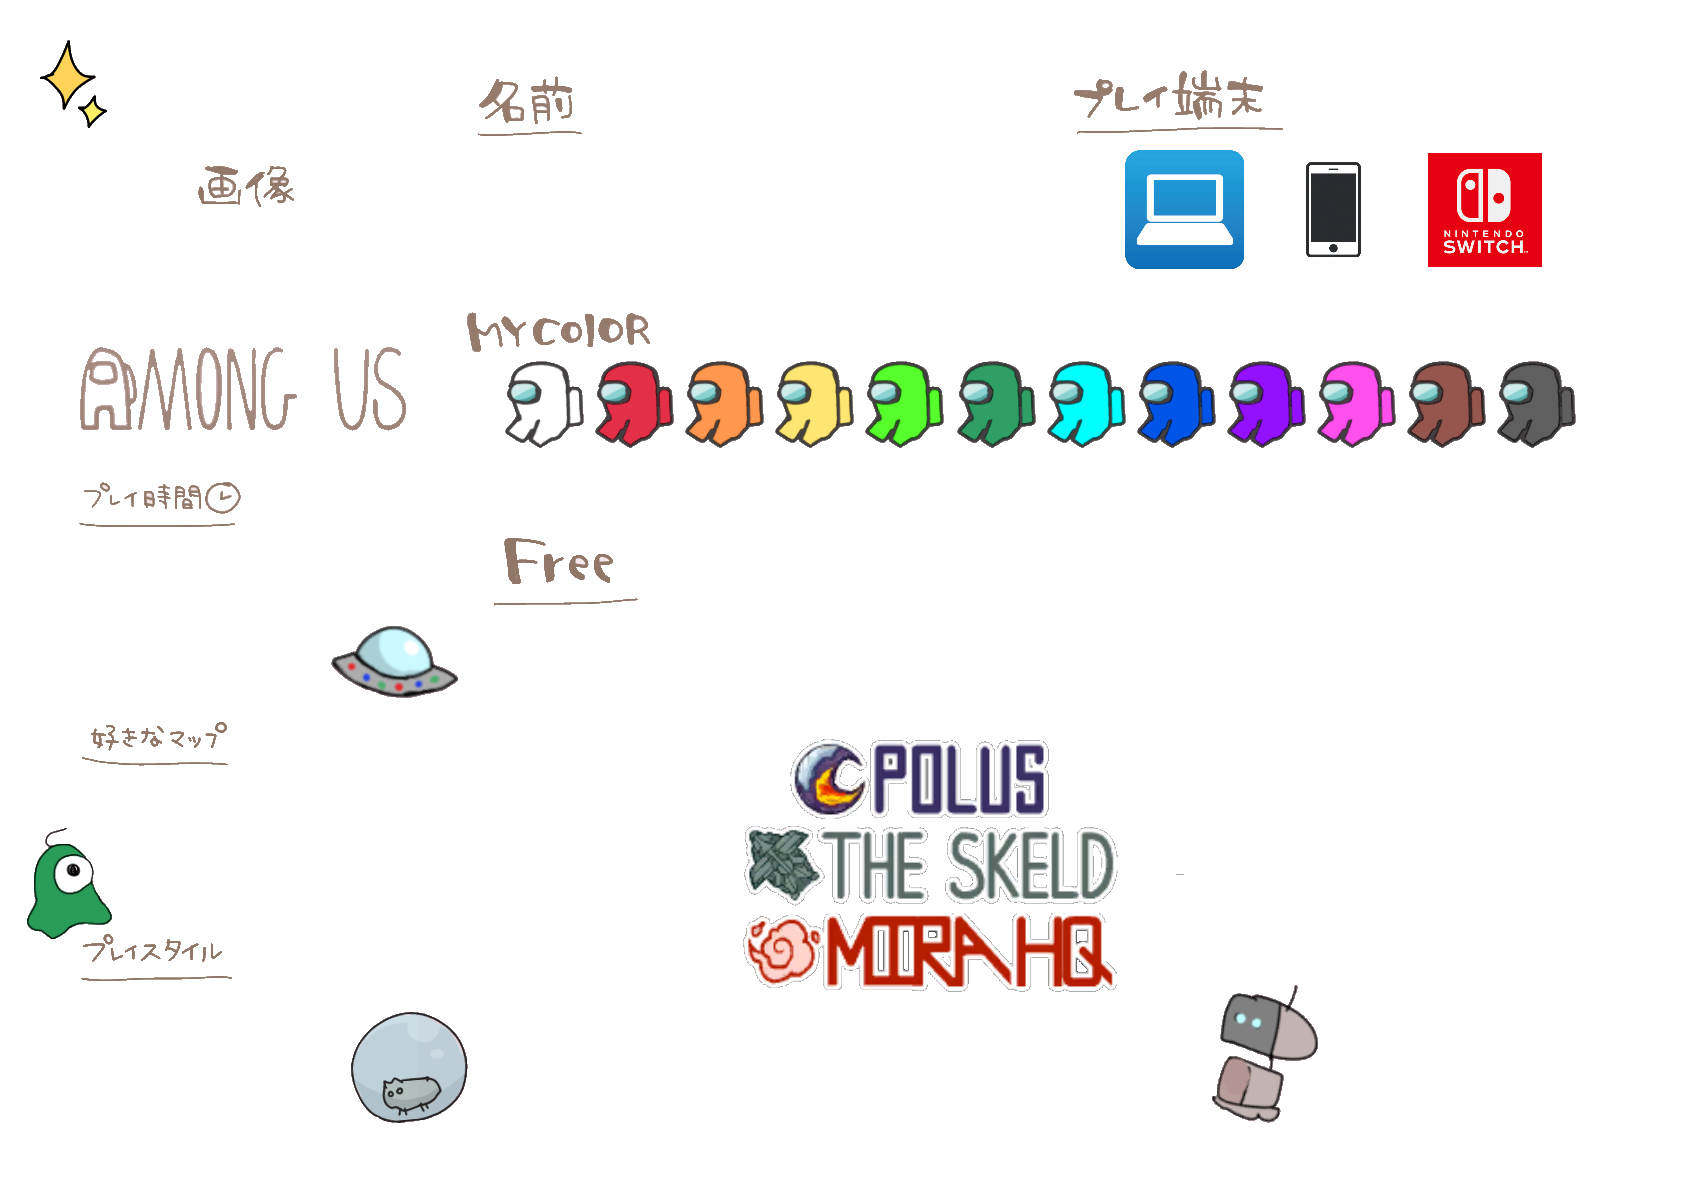 名前
プレイ端末
画像
NINTENDO
SWITCH
MY COLOR
AMONG US
プレイ時間
Free
好きなマップ
POLUS
THE SKELD
MIRA HQ
プレイスタイル